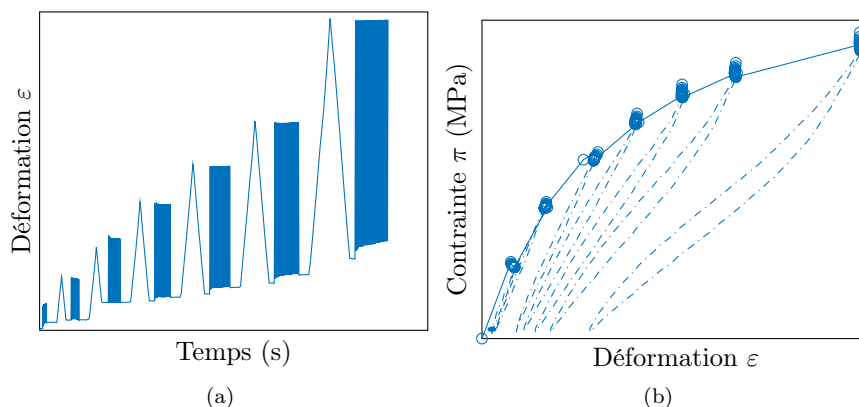 Déformation ε
Temps (s)
(a)
Contrainte π (MPa)
Déformation ε
(b)